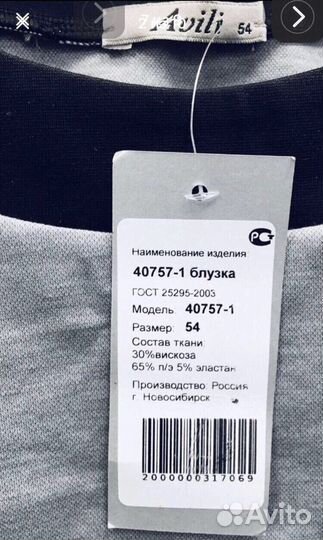 Avili 54
Наименование изделия:
40757-1 блузка
ГОСТ 25295-2003
Модель: 40757-1
Размер: 54
Состав ткани
30%вискоза
65% п/э 5% эластан
Производство: Россия
г. Новосибирск
2000000317069
Avito